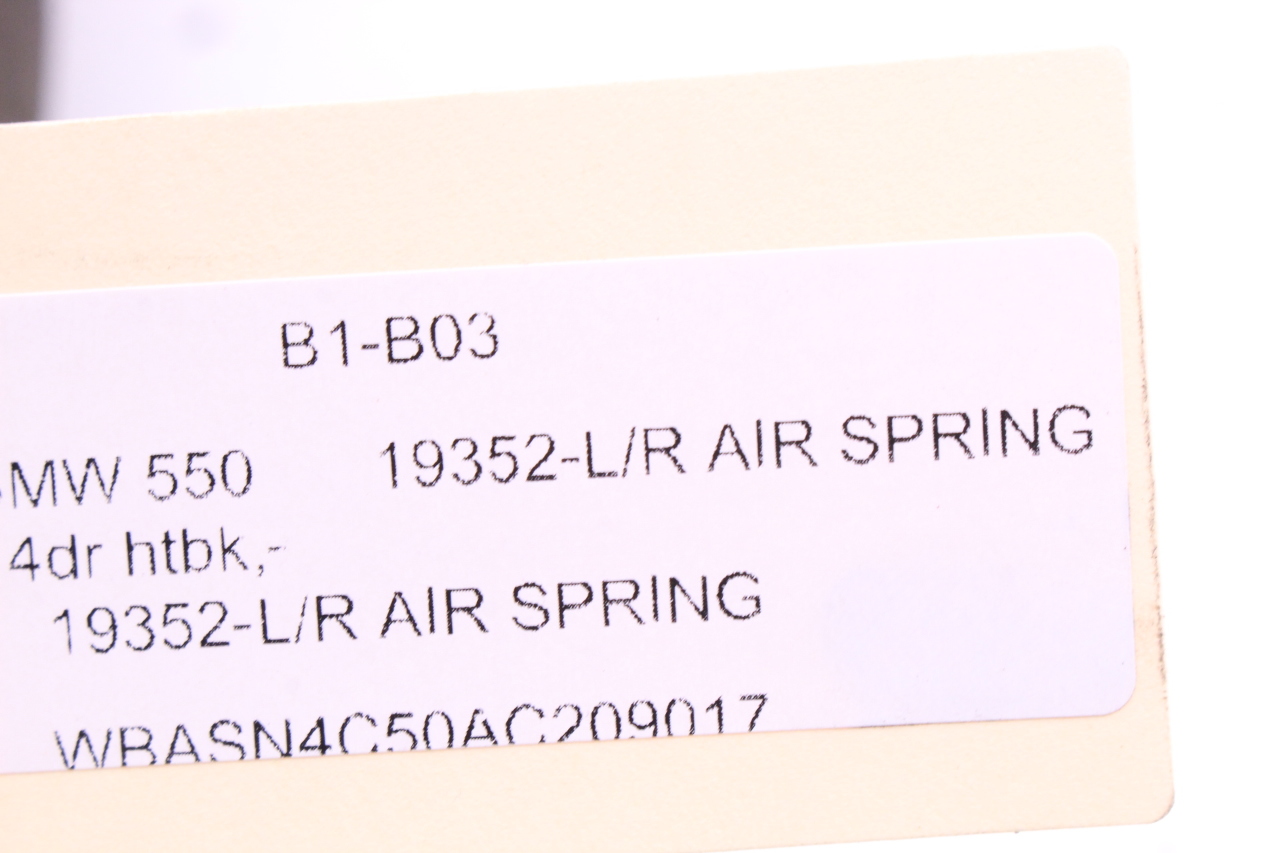 B1-B03
MW 550 19352-L/R AIR SPRING
4dr htbk,-
19352-L/R AIR SPRING
WBASN4C50AC209017